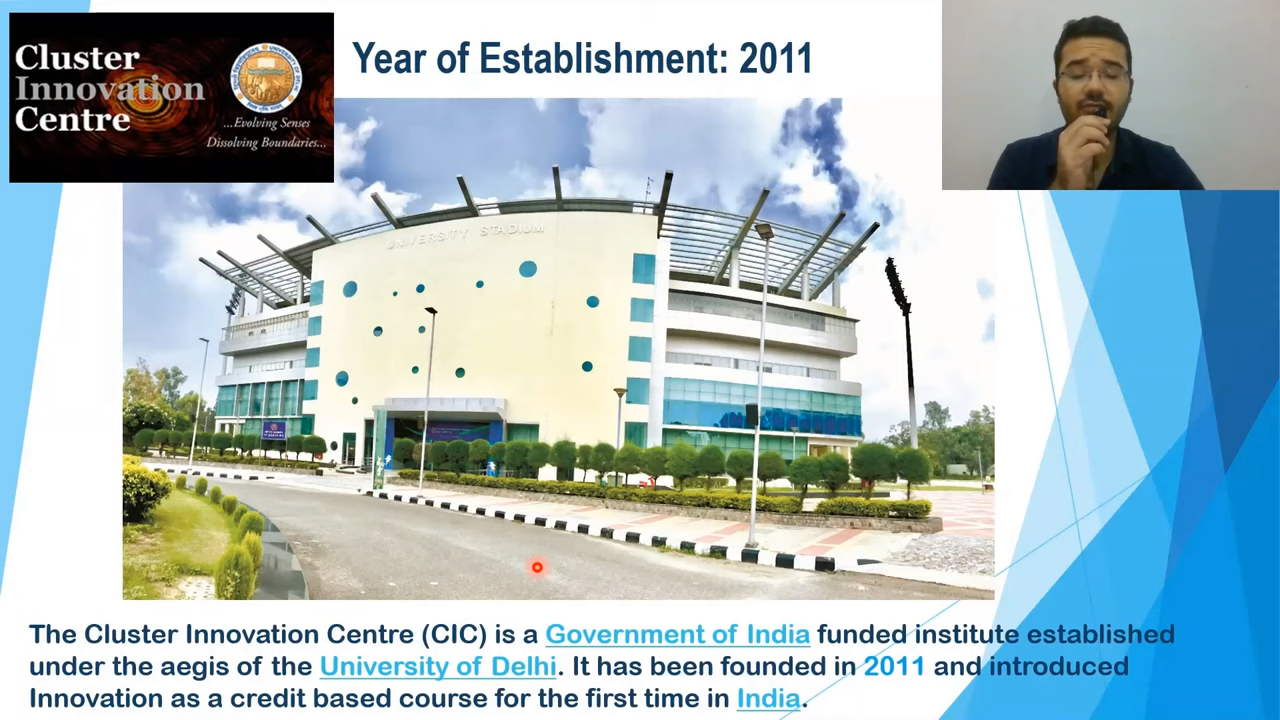 Cluster
Innovation
Centre
...Evolving Senses
Dissolving Boundaries...
Year of Establishment: 2011
UNIVERSITY STADIUM
The Cluster Innovation Centre (CIC) is a Government of India funded institute established
under the aegis of the University of Delhi. It has been founded in 2011 and introduced
Innovation as a credit based course for the first time in India.